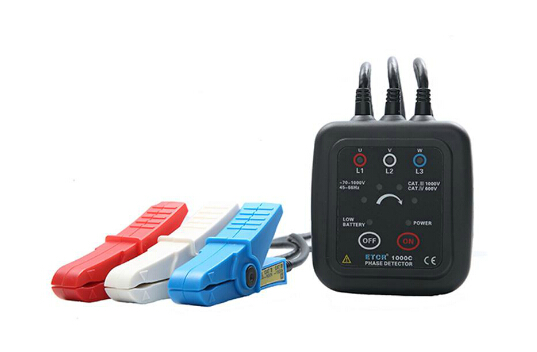 U V W
L1 L2 L3
~70~1000V CAT.III 1000V
45~66Hz CAT.IV 600V
LOW
BATTERY POWER
OFF ON
ETCR 1000C
PHASE DETECTOR CE